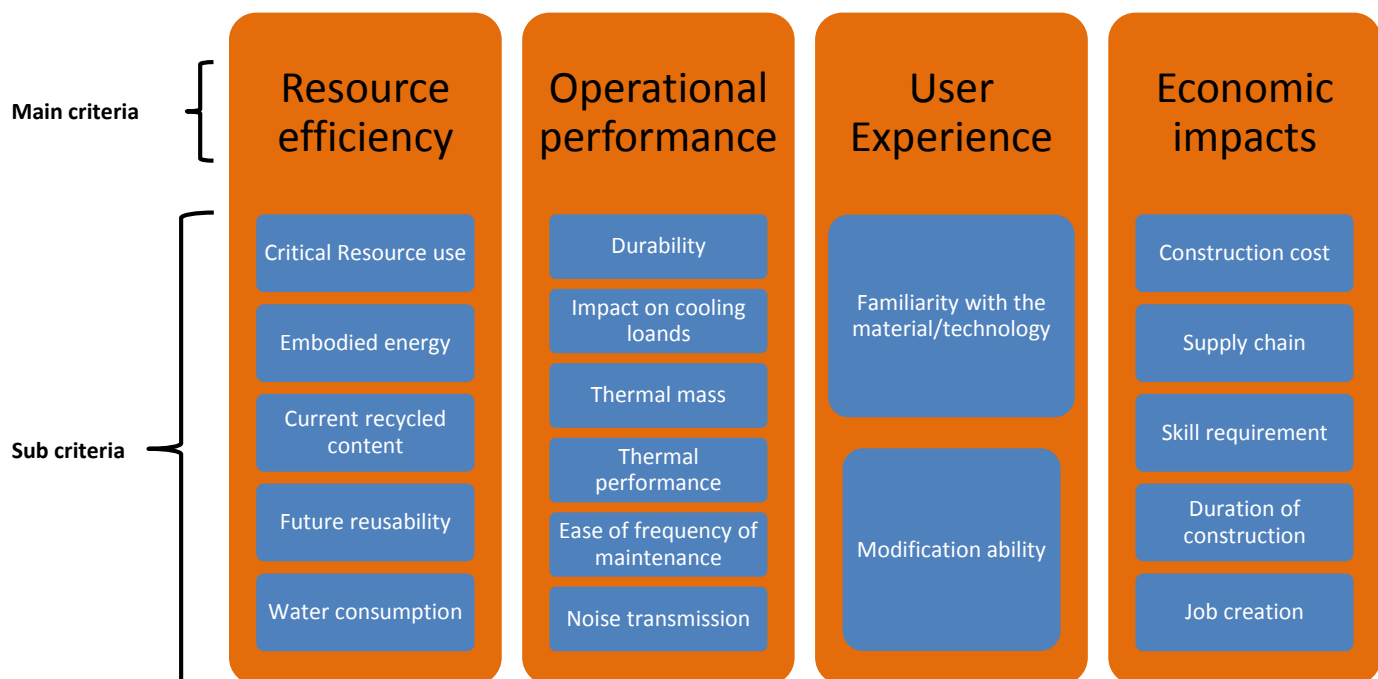 Main criteria
Resource
efficiency
Operational
performance
User
Experience
Economic
impacts
Sub criteria
Critical Resource use
Embodied energy
Current recycled
content
Future reusability
Water consumption
Durability
Impact on cooling
loands
Thermal mass
Thermal
performance
Ease of frequency of
maintenance
Noise transmission
Familiarity with the
material/technology
Modification ability
Construction cost
Supply chain
Skill requirement
Duration of
construction
Job creation